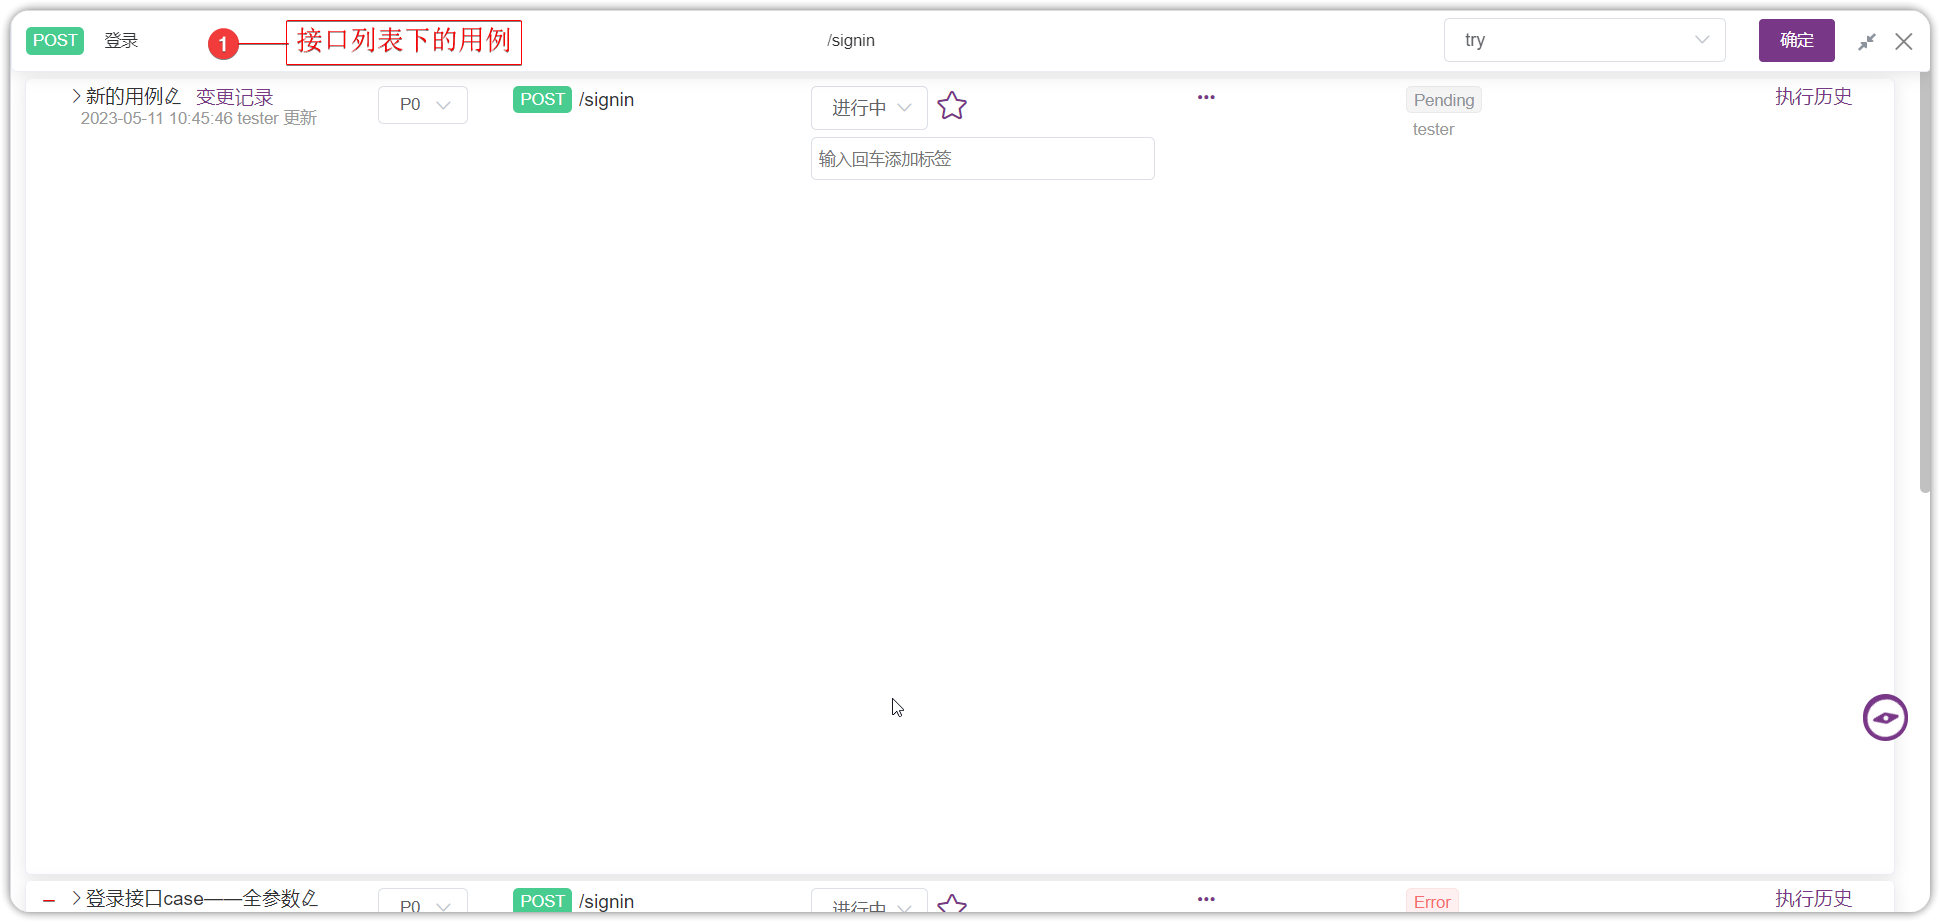 POST 登录 1 接口列表下的用例 /signin try 确定
新的用例 变更记录 P0 POST /signin 进行中 ••• Pending 执行历史
2023-05-11 10:45:46 tester 更新 tester
输入回车添加标签
登录接口case——全参数 P0 POST /signin 进行中 ••• Error 执行历史